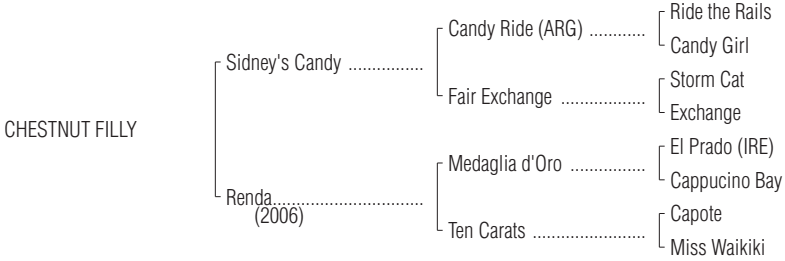 Ride the Rails
Candy Ride (ARG) ............
Candy Girl
Sidney's Candy ................
Storm Cat
Fair Exchange ..................
Exchange
CHESTNUT FILLY
El Prado (IRE)
Medaglia d'Oro ................
Cappucino Bay
Renda................................
(2006)
Capote
Ten Carats ........................
Miss Waikiki